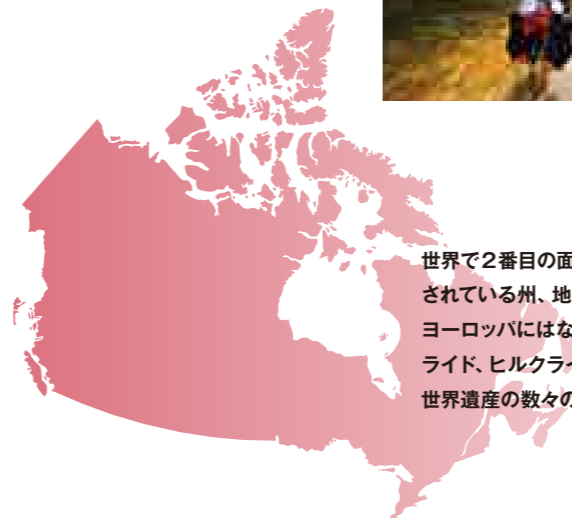 世界で２番目の面
されている州、地
ヨーロッパにはな
ライド、ヒルクライ
世界遺産の数々の